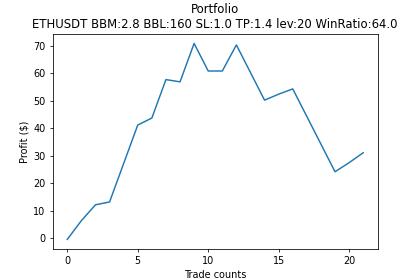 Portfolio
ETHUSDT BBM:2.8 BBL:160 SL:1.0 TP:1.4 lev:20 WinRatio:64.0
Profit ($)
70
60
50
40
30
20
10
0
0 5 10 15 20
Trade counts